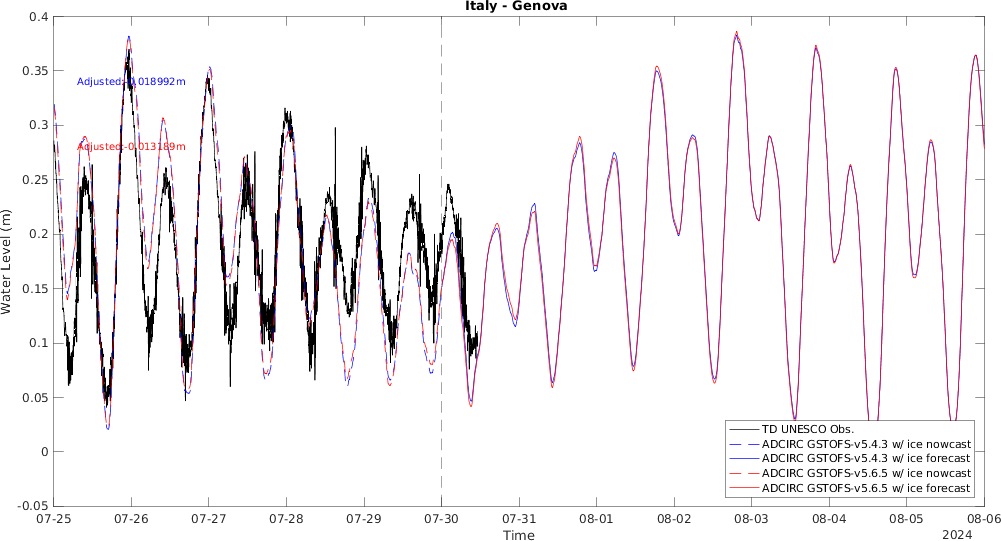 Italy - Genova
0.4
0.35
0.3
0.25
0.2
0.15
0.1
0.05
0
-0.05
Water Level (m)
Adjusted:-0.018992m
Adjusted:-0.013189m
TD UNESCO Obs.
ADCIRC GSTOFS-v5.4.3 w/ ice nowcast
ADCIRC GSTOFS-v5.4.3 w/ ice forecast
ADCIRC GSTOFS-v5.6.5 w/ ice nowcast
ADCIRC GSTOFS-v5.6.5 w/ ice forecast
07-25 07-26 07-27 07-28 07-29 07-30 07-31 08-01 08-02 08-03 08-04 08-05 08-06
Time
2024